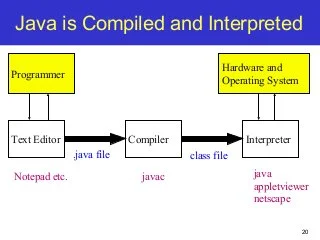 Java is Compiled and Interpreted
Programmer
Hardware and
Operating System
Text Editor
Compiler
Interpreter
.java file
class file
Notepad etc.
javac
java
appletviewer
netscape
20